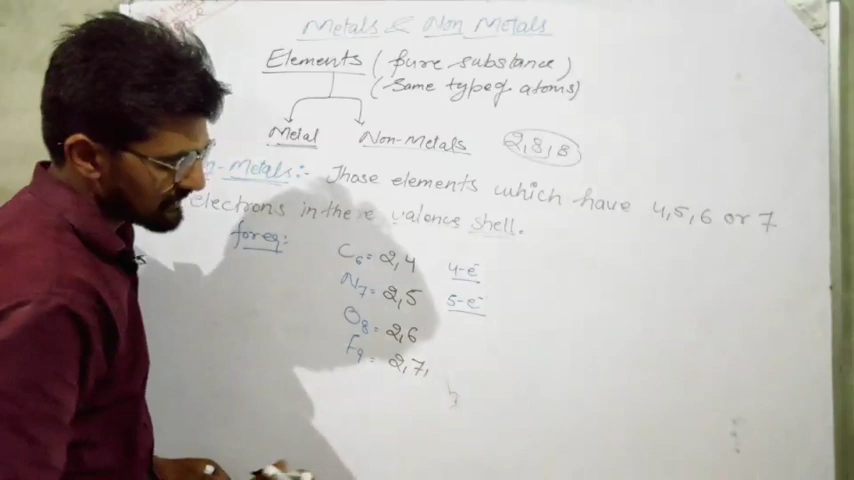 Metals & Non Metals
Elements (pure substance)
(Same type of atoms)
Metal Non-Metals 2,8,8
n-Metals:- Those elements which have 4,5,6 or 7
electrons in there valence shell.
for eg:
C6 = 2,4 4-e-
N7 = 2,5 5-e-
O8 = 2,6
F9 = 2,7,